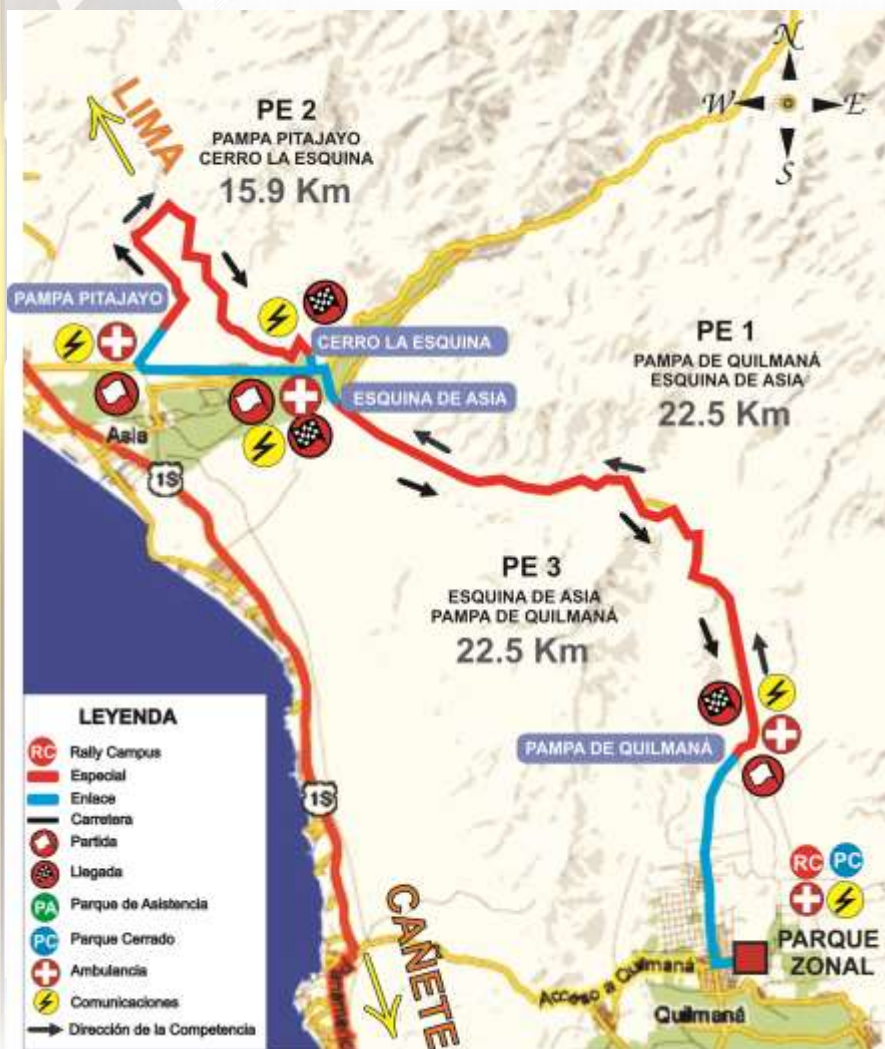 LIMA
PE 2
PAMPA PITAJAYO
CERRO LA ESQUINA
15.9 Km
N
W
E
S
PAMPA PITAJAYO
CERRO LA ESQUINA
ESQUINA DE ASIA
Asia
1S
PE 1
PAMPA DE QUILMANÁ
ESQUINA DE ASIA
22.5 Km
PE 3
ESQUINA DE ASIA
PAMPA DE QUILMANÁ
22.5 Km
PAMPA DE QUILMANÁ
1S
RC PC
PARQUE
ZONAL
Acceso a Quilmaná
Quilmaná
CAÑETE
LEYENDA
RC Rally Campus
Especial
Enlace
Carretera
Partida
Llegada
PA Parque de Asistencia
PC Parque Cerrado
Ambulancia
Comunicaciones
Dirección de la Competencia